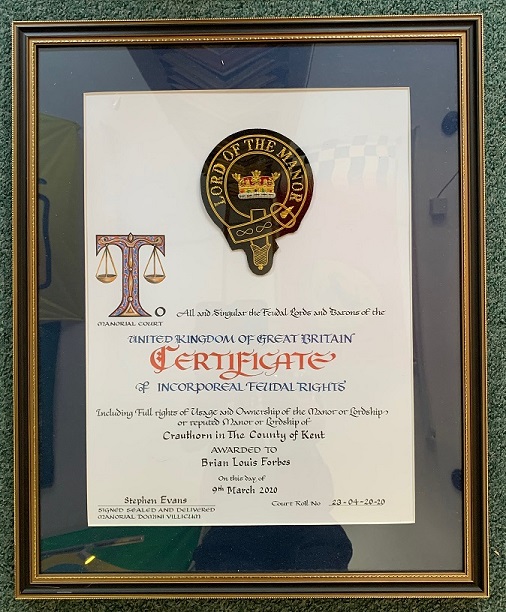 LORD OF THE MANOR
To
MANORIAL COURT
All and Singular the Feudal Lords and Barons of the
UNITED KINGDOM OF GREAT BRITAIN
CERTIFICATE
of INCORPOREAL FEUDAL RIGHTS
Including Full rights of Usage and Ownership of the Manor or Lordship
or reputed Manor or Lordship of
Crauthorn in The County of Kent
AWARDED TO
Brian Louis Forbes
On this day of
9th March 2020
Stephen Evans
SIGNED SEALED AND DELIVERED
MANORIAL DOMINI VILLICUM
Court Roll No 23-04-20-20